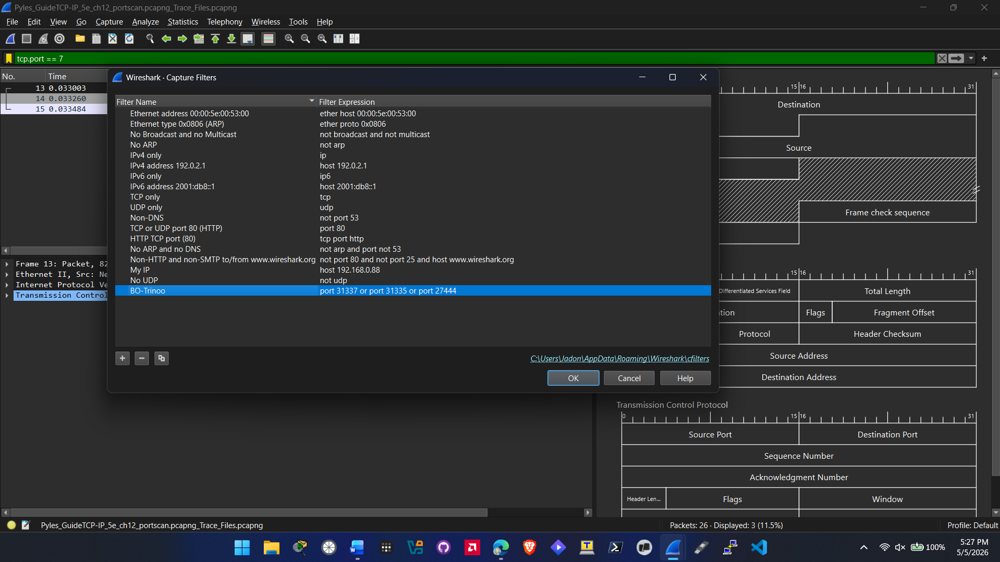 Pyles_GuideTCP-IP_5e_ch12_portscan.pcapng_Trace_Files.pcapng
File Edit View Go Capture Analyze Statistics Telephony Wireless Tools Help
tcp.port == 7
No. Time
13 0.033003
14 0.033260
15 0.033484
Wireshark · Capture Filters
Filter Name Filter Expression
Ethernet address 00:00:5e:00:53:00 ether host 00:00:5e:00:53:00
Ethernet type 0x0806 (ARP) ether proto 0x0806
No Broadcast and no Multicast not broadcast and not multicast
No ARP not arp
IPv4 only ip
IPv4 address 192.0.2.1 host 192.0.2.1
IPv6 only ip6
IPv6 address 2001:db8::1 host 2001:db8::1
TCP only tcp
UDP only udp
Non-DNS not port 53
TCP or UDP port 80 (HTTP) port 80
HTTP TCP port (80) tcp port http
No ARP and no DNS not arp and port not 53
Non-HTTP and non-SMTP to/from www.wireshark.org not port 80 and not port 25 and host www.wireshark.org
My IP host 192.168.0.88
No UDP not udp
BO-Trinoo port 31337 or port 31335 or port 27444
C:\Users\Jadon\AppData\Roaming\Wireshark\cfilters
OK Cancel Help
Frame 13: Packet, 82
Ethernet II, Src: Ne
Internet Protocol Ve
Transmission Control
15 16 31
Destination
Source
Frame check sequence
15 16 31
Differentiated Services Field Total Length
tion Flags Fragment Offset
Protocol Header Checksum
Source Address
Destination Address
Transmission Control Protocol
0 15 16 31
Source Port Destination Port
Sequence Number
Acknowledgment Number
Header Len... Flags Window
Pyles_GuideTCP-IP_5e_ch12_portscan.pcapng_Trace_Files.pcapng Packets: 26 · Displayed: 3 (11.5%) Profile: Default
100%
5:27 PM
5/5/2026